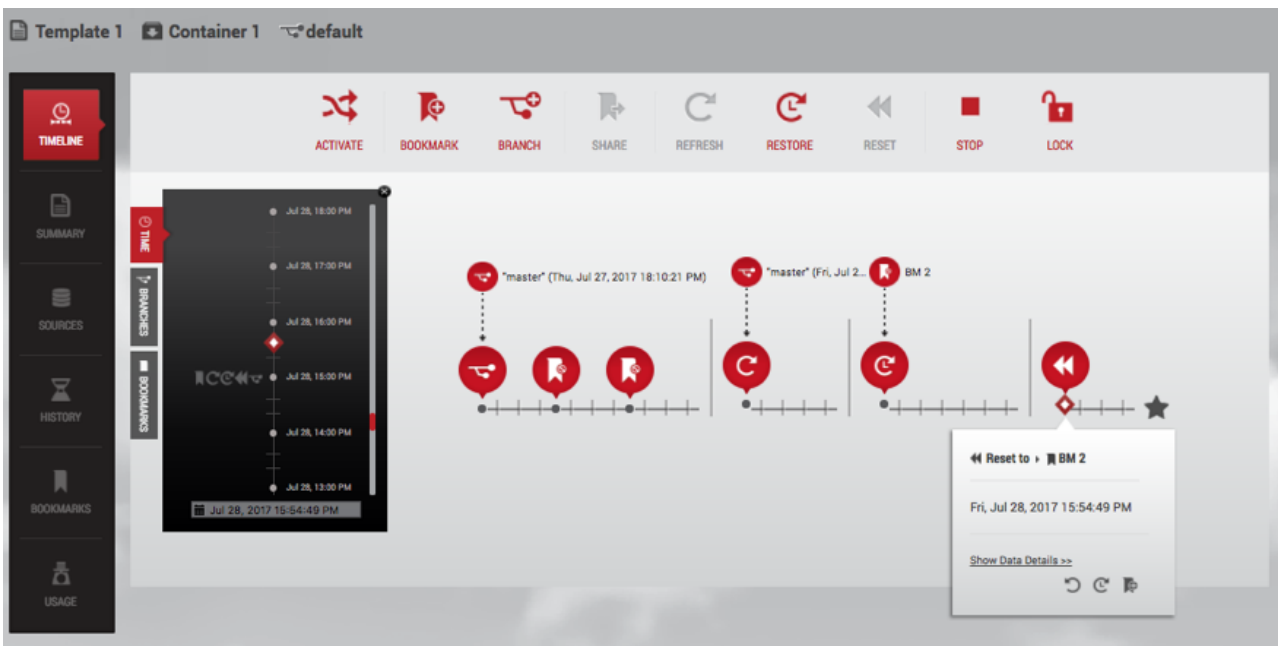 Template 1 Container 1 default
TIMELINE
SUMMARY
SOURCES
HISTORY
BOOKMARKS
USAGE
ACTIVATE BOOKMARK BRANCH SHARE REFRESH RESTORE RESET STOP LOCK
TIME
BRANCHES
BOOKMARKS
Jul 28, 18:00 PM
Jul 28, 17:00 PM
Jul 28, 16:00 PM
Jul 28, 15:00 PM
Jul 28, 14:00 PM
Jul 28, 13:00 PM
Jul 28, 2017 15:54:49 PM
"master" (Thu, Jul 27, 2017 18:10:21 PM)
"master" (Fri, Jul 2...
BM 2
Reset to BM 2
Fri, Jul 28, 2017 15:54:49 PM
Show Data Details >>